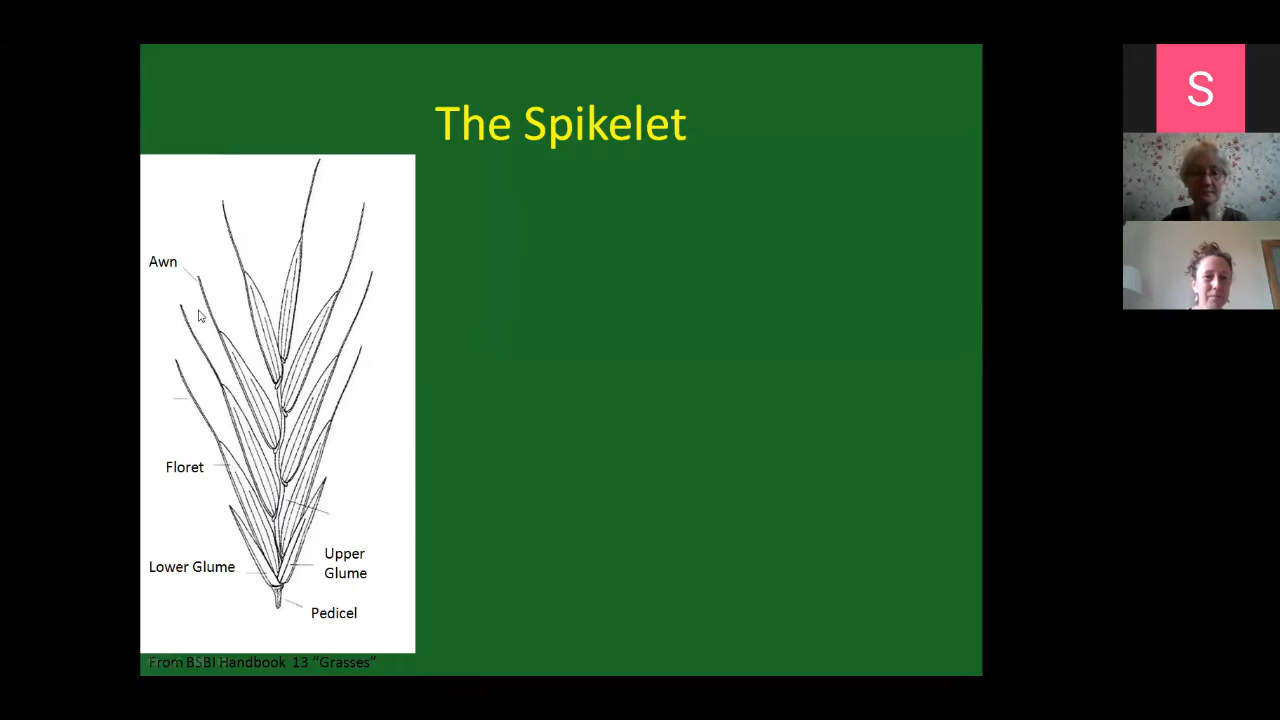 The Spikelet
S
Awn
Floret
Lower Glume
Upper
Glume
Pedicel
From BSBI Handbook 13 “Grasses”